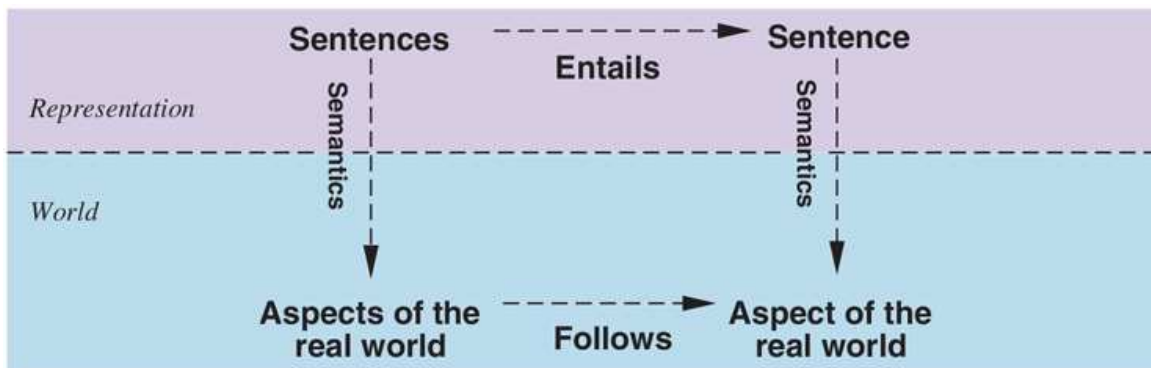 Sentences
Sentence
Entails
Semantics
Semantics
Representation
World
Aspects of the
real world
Follows
Aspect of the
real world